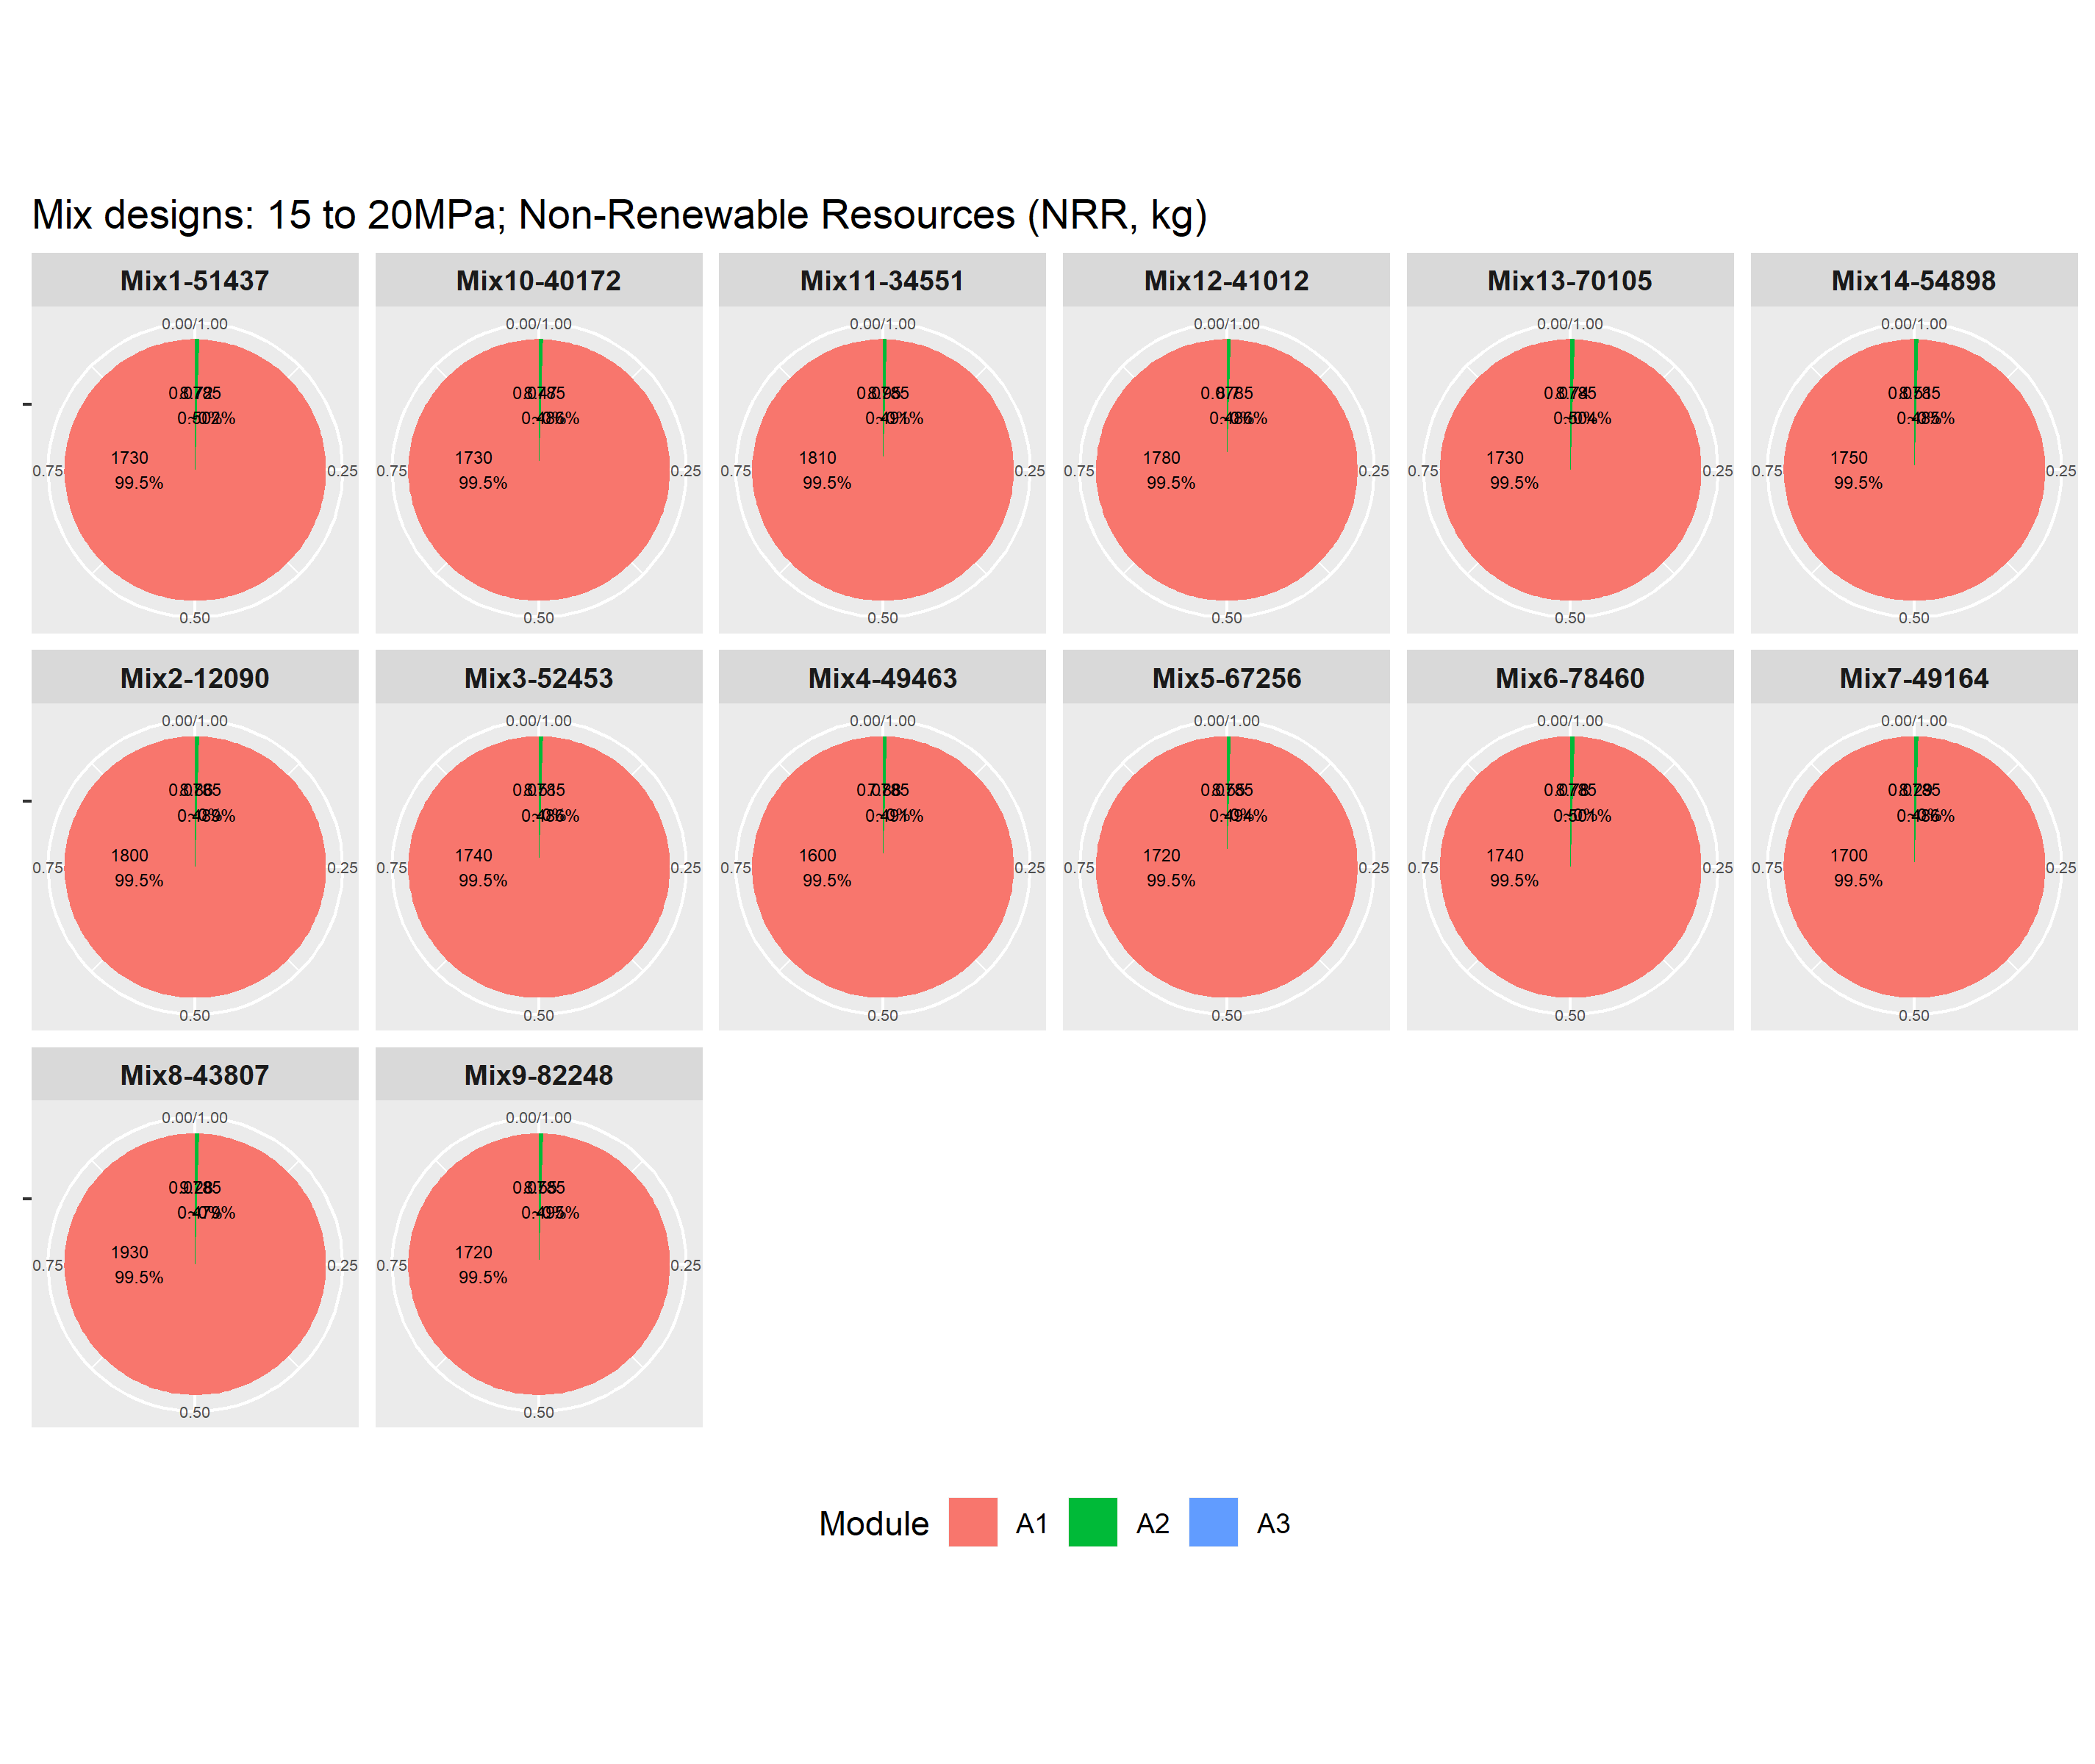 Mix designs: 15 to 20MPa; Non-Renewable Resources (NRR, kg)
Mix1-51437 Mix10-40172 Mix11-34551 Mix12-41012 Mix13-70105 Mix14-54898
0.00/1.00 0.00/1.00 0.00/1.00 0.00/1.00 0.00/1.00 0.00/1.00
1730 1730 1810 1780 1730 1750
0.75 0.25 0.75 0.25 0.75 0.25 0.75 0.25 0.75 0.25 0.75 0.25
99.5% 99.5% 99.5% 99.5% 99.5% 99.5%
0.50 0.50 0.50 0.50 0.50 0.50
Mix2-12090 Mix3-52453 Mix4-49463 Mix5-67256 Mix6-78460 Mix7-49164
0.00/1.00 0.00/1.00 0.00/1.00 0.00/1.00 0.00/1.00 0.00/1.00
1800 1740 1600 1720 1740 1700
0.75 0.25 0.75 0.25 0.75 0.25 0.75 0.25 0.75 0.25 0.75 0.25
99.5% 99.5% 99.5% 99.5% 99.5% 99.5%
0.50 0.50 0.50 0.50 0.50 0.50
Mix8-43807 Mix9-82248
0.00/1.00 0.00/1.00
1930 1720
0.75 0.25 0.75 0.25
99.5% 99.5%
0.50 0.50
Module A1 A2 A3